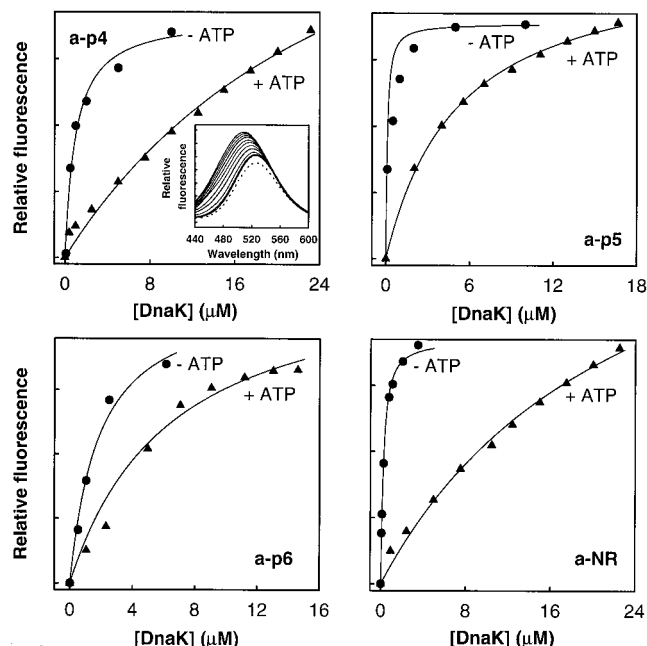 Relative fluorescence
a-p4
- ATP
+ ATP
Relative
fluorescence
440 480 520 560 600
Wavelength (nm)
0 8 16 24
[DnaK] (μM)
- ATP
+ ATP
a-p5
0 6 12 18
[DnaK] (μM)
Relative fluorescence
- ATP
+ ATP
a-p6
0 4 8 12 16
[DnaK] (μM)
- ATP
+ ATP
a-NR
0 8 16 24
[DnaK] (μM)